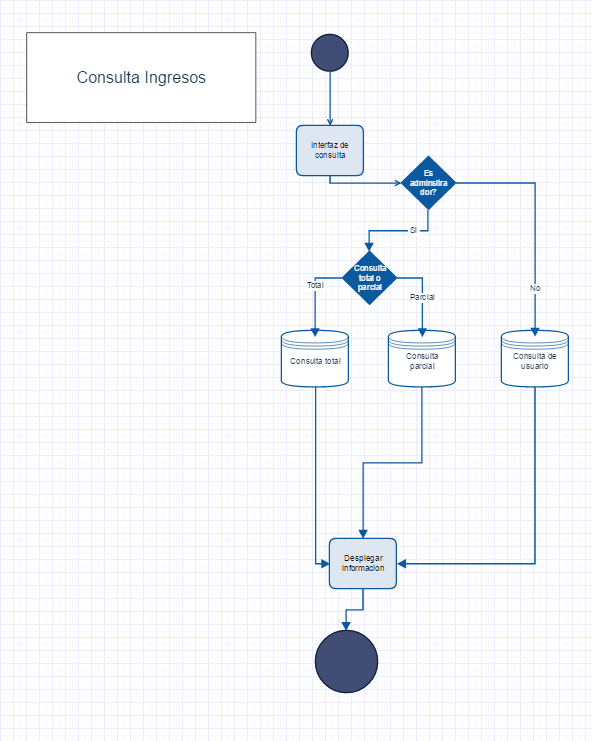 Consulta Ingresos
Interfaz de
consulta
Es
adminsitra
dor?
Si
Consulta
total o
parcial
Total
Parcial
No
Consulta total
Consulta
parcial
Consulta de
usuario
Desplegar
informacion